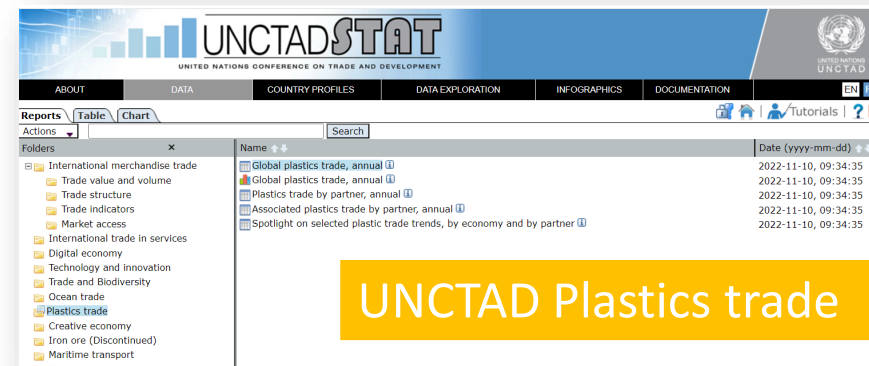 UNCTADSTAT
UNITED NATIONS CONFERENCE ON TRADE AND DEVELOPMENT
UNITED NATIONS
UNCTAD
ABOUT DATA COUNTRY PROFILES DATA EXPLORATION INFOGRAPHICS DOCUMENTATION EN
Reports Table Chart Tutorials ?
Actions Search
Folders × Name Date (yyyy-mm-dd)
International merchandise trade Global plastics trade, annual 2022-11-10, 09:34:35
Trade value and volume Global plastics trade, annual 2022-11-10, 09:34:35
Trade structure Plastics trade by partner, annual 2022-11-10, 09:34:35
Trade indicators Associated plastics trade by partner, annual 2022-11-10, 09:34:35
Market access Spotlight on selected plastic trade trends, by economy and by partner 2022-11-10, 09:34:35
International trade in services
Digital economy
Technology and innovation
Trade and Biodiversity
Ocean trade
Plastics trade
Creative economy
Iron ore (Discontinued)
Maritime transport
UNCTAD Plastics trade